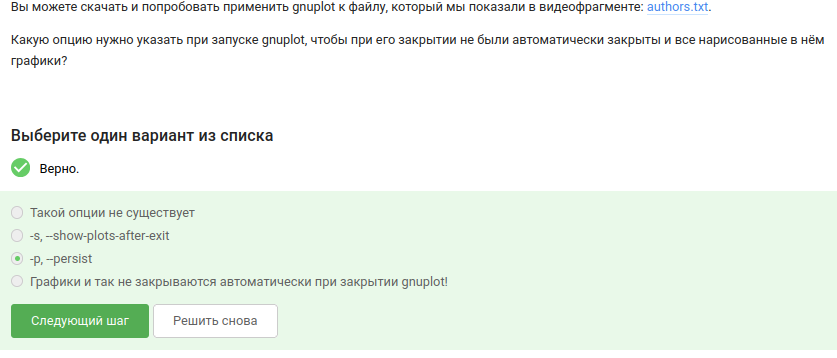 Вы можете скачать и попробовать применить gnuplot к файлу, который мы показали в видеофрагменте: authors.txt.
Какую опцию нужно указать при запуске gnuplot, чтобы при его закрытии не были автоматически закрыты и все нарисованные в нём
графики?
Выберите один вариант из списка
Верно.
Такой опции не существует
-s, --show-plots-after-exit
-p, --persist
Графики и так не закрываются автоматически при закрытии gnuplot!
Следующий шаг
Решить снова